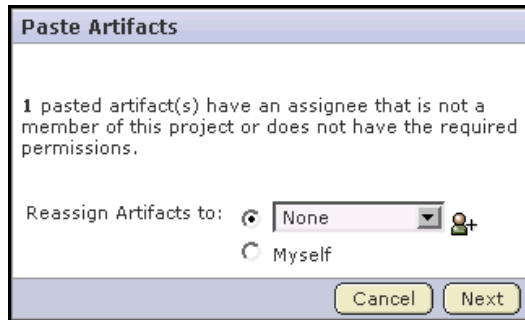 Paste Artifacts
1 pasted artifact(s) have an assignee that is not a
member of this project or does not have the required
permissions.
Reassign Artifacts to: None
Myself
Cancel Next